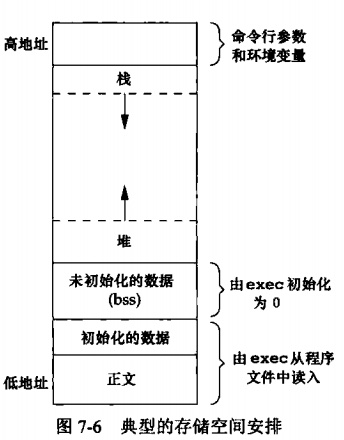 高地址
命令行参数
和环境变量
栈
堆
未初始化的数据
(bss)
由exec初始化
为0
初始化的数据
由exec从程序
文件中读入
低地址
正文
图 7-6 典型的存储空间安排